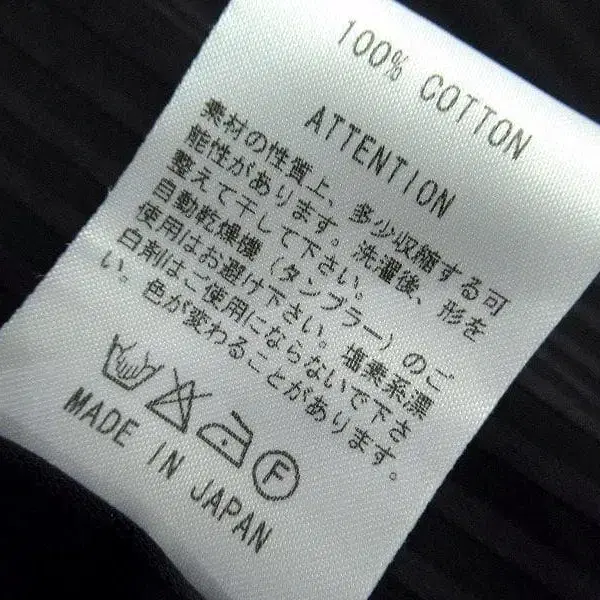 100% COTTON
ATTENTION
素材の性質上、多少収縮する可
能性があります。洗濯後、形を
整えて干して下さい。
自動乾燥機（タンブラー）のご
使用はお避け下さい。塩素系漂
白剤はご使用にならないで下さ
い。色が変わることがあります。
F
MADE IN JAPAN